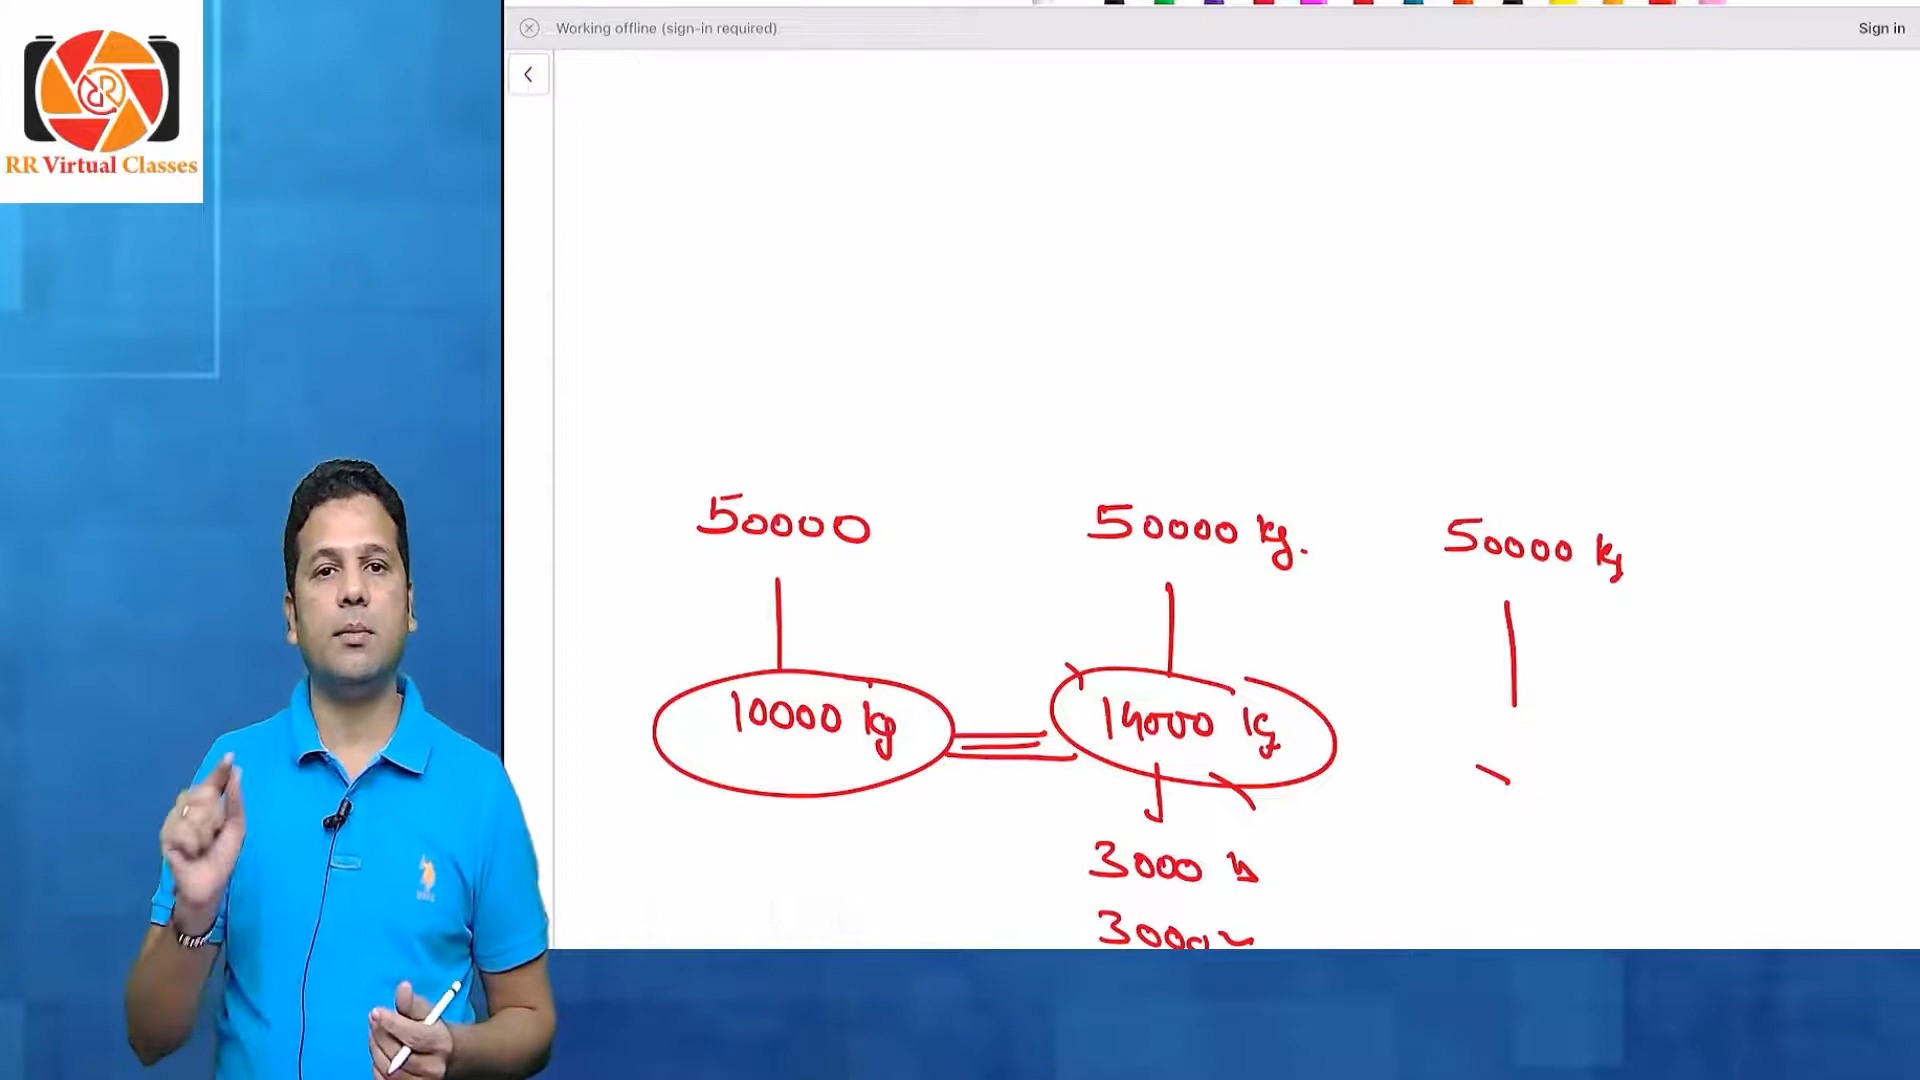 RR Virtual Classes
Working offline (sign-in required)
Sign in
50000 50000 kg. 50000 kg
10000 kg 14000 kg
3000
3000